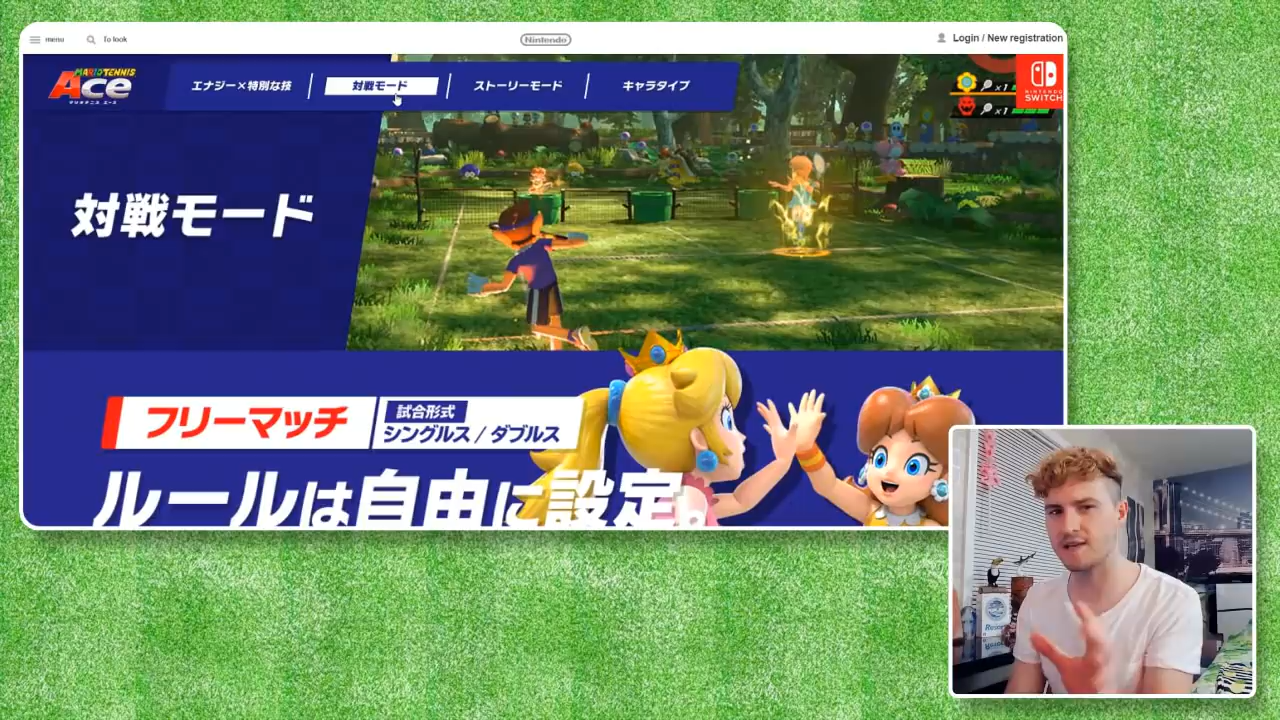 menu
To look
Nintendo
Login / New registration
MARIO TENNIS
Ace
マリオテニス エース
エナジー×特別な技
対戦モード
ストーリーモード
キャラタイプ
×1
×1
NINTENDO
SWITCH
対戦モード
フリーマッチ
試合形式
シングルス / ダブルス
ルールは自由に設定。